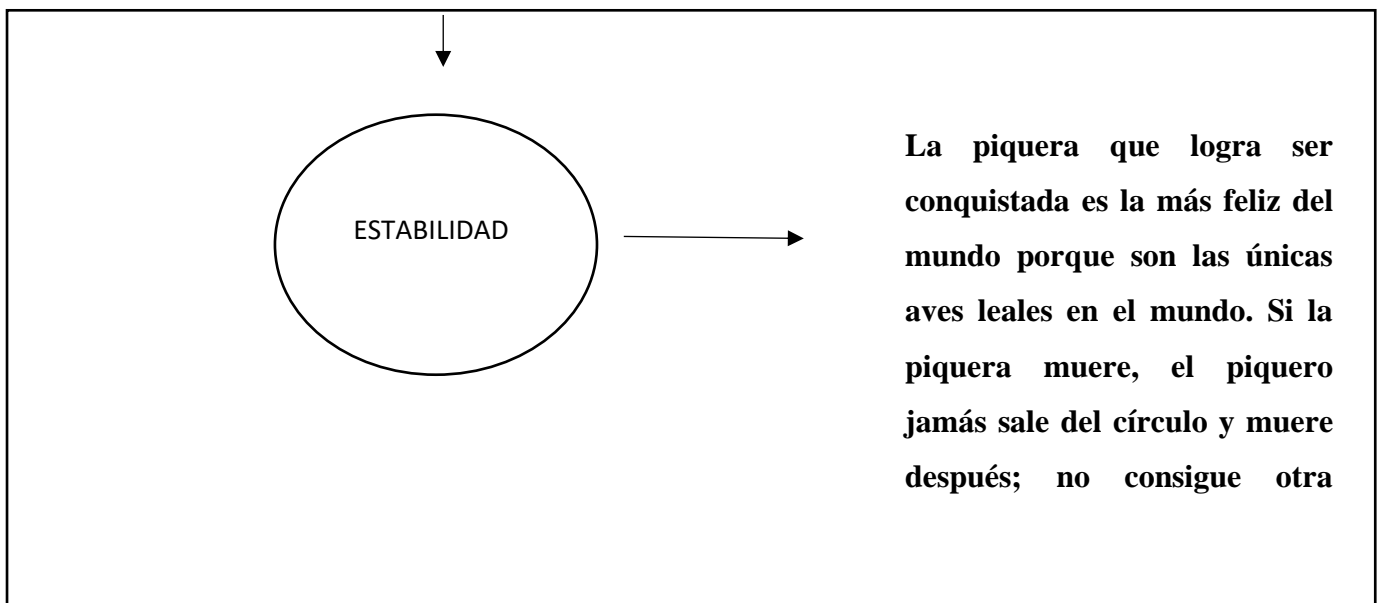 ESTABILIDAD
La piquera que logra ser
conquistada es la más feliz del
mundo porque son las únicas
aves leales en el mundo. Si la
piquera muere, el piquero
jamás sale del círculo y muere
después; no consigue otra